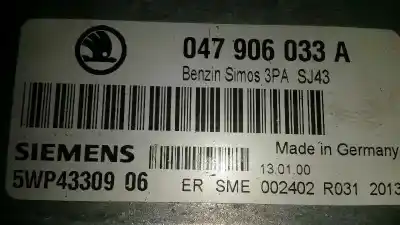 047 906 033 A
Benzin Simos 3PA SJ43
Made in Germany
SIEMENS
13.01.00
5WP43309 06 ER SME 002402 R031 2013